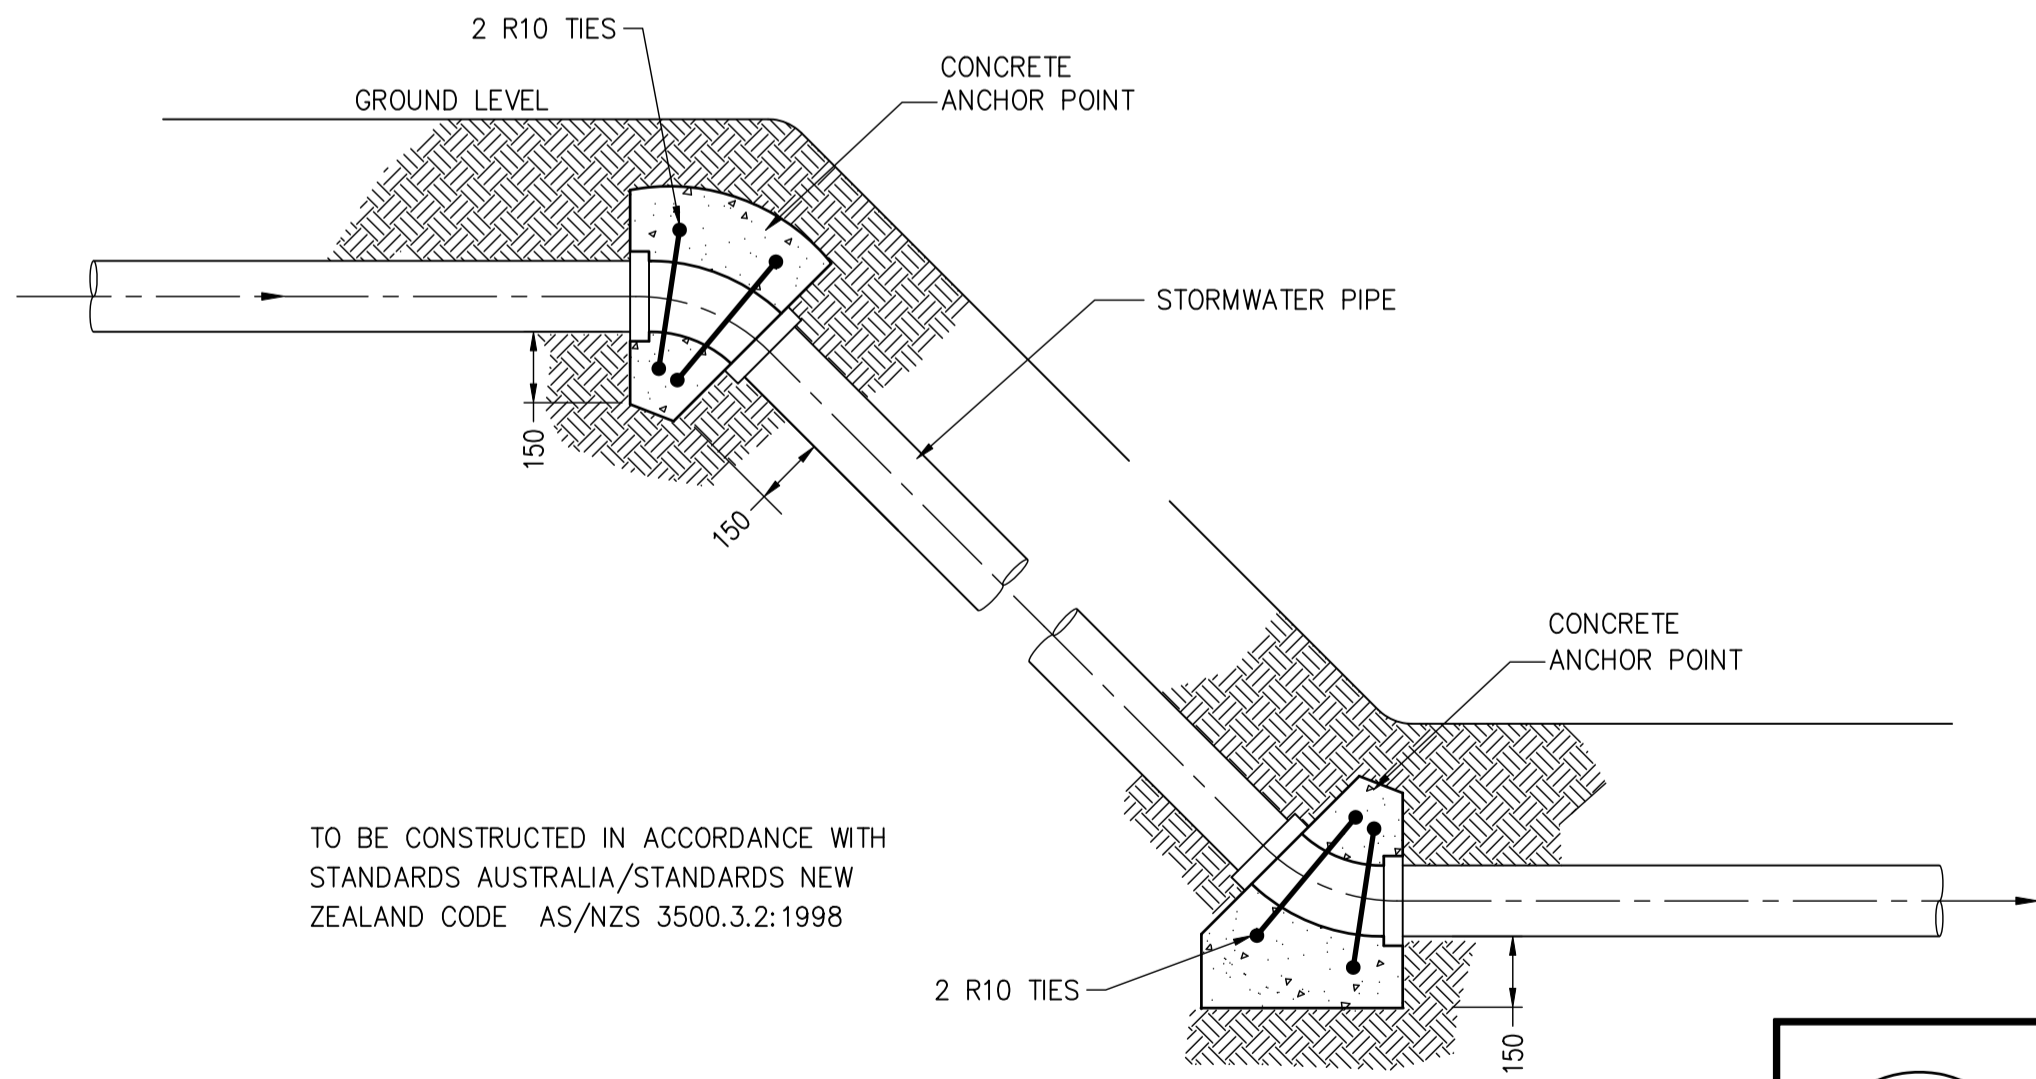 2 R10 TIES
CONCRETE
ANCHOR POINT
GROUND LEVEL
STORMWATER PIPE
150
150
CONCRETE
ANCHOR POINT
TO BE CONSTRUCTED IN ACCORDANCE WITH
STANDARDS AUSTRALIA/STANDARDS NEW
ZEALAND CODE AS/NZS 3500.3.2:1998
2 R10 TIES
150